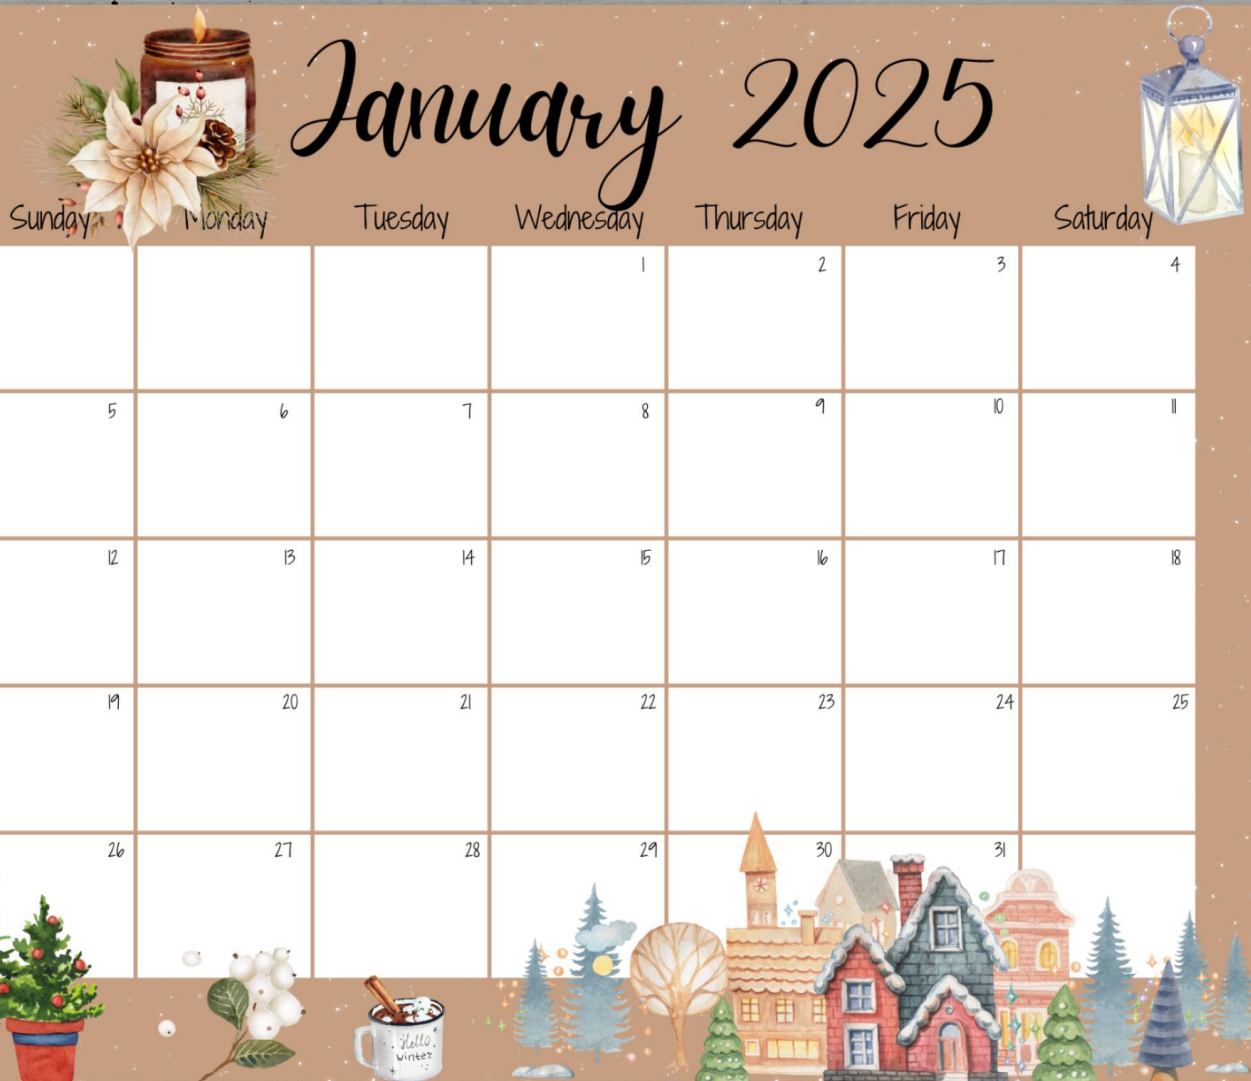 January 2025
Sunday Monday Tuesday Wednesday Thursday Friday Saturday
1 2 3 4
5 6 7 8 9 10 11
12 13 14 15 16 17 18
19 20 21 22 23 24 25
26 27 28 29 30 31
Hello
winter